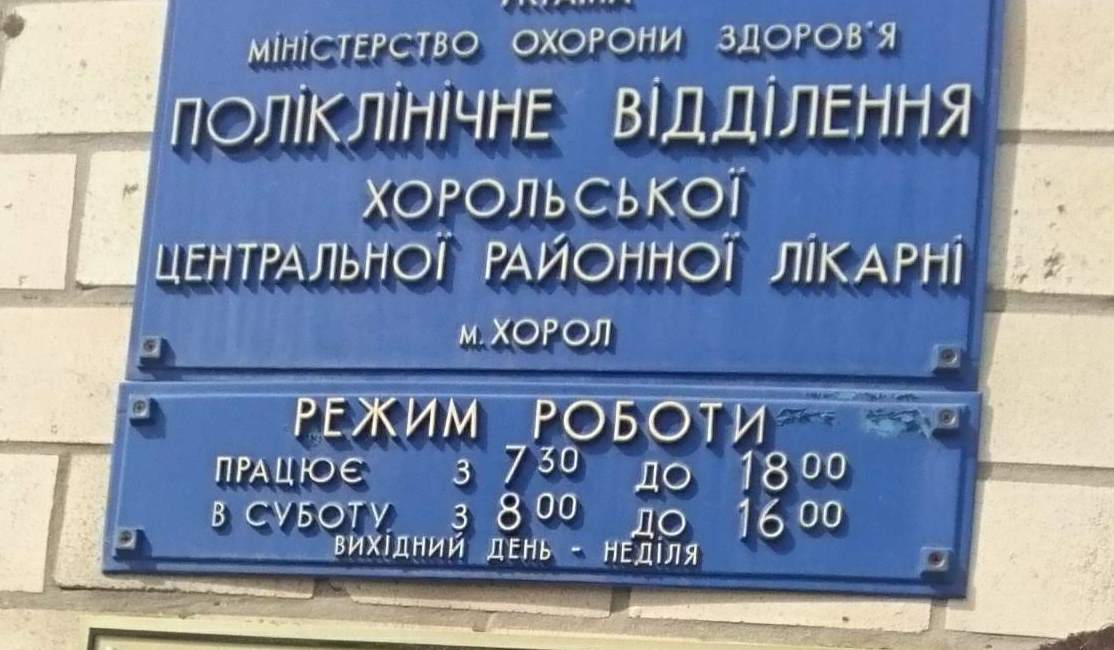 УКРАЇНА
МІНІСТЕРСТВО ОХОРОНИ ЗДОРОВ'Я
ПОЛІКЛІНІЧНЕ ВІДДІЛЕННЯ
ХОРОЛЬСЬКОЇ
ЦЕНТРАЛЬНОЇ РАЙОННОЇ ЛІКАРНІ
м. ХОРОЛ
РЕЖИМ РОБОТИ
ПРАЦЮЄ З 7 30 ДО 18 00
В СУБОТУ З 8 00 ДО 16 00
ВИХІДНИЙ ДЕНЬ - НЕДІЛЯ